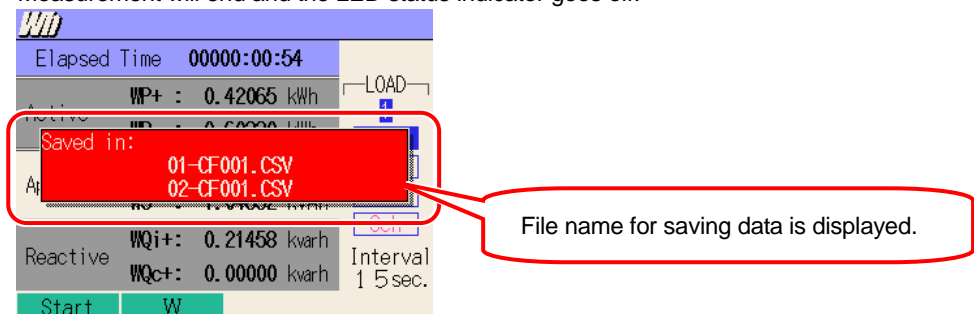 Measurement will end and the LED status indicator goes off.
Wh
Elapsed Time 00000:00:54
WP+ : 0.42065 kWh
LOAD
1
Saved in:
01-CF001.CSV
02-CF001.CSV
File name for saving data is displayed.
Reactive
WQi+: 0.21458 kvarh
WQc+: 0.00000 kvarh
Interval
15sec.
Start W